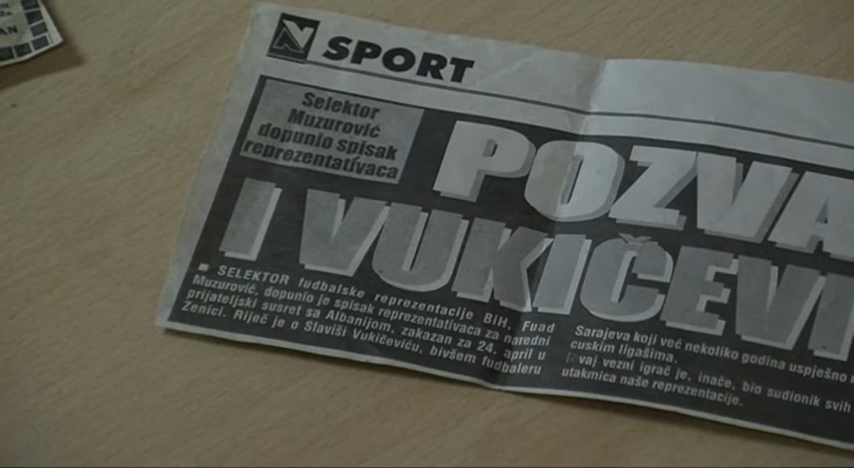 SPORT
Selektor
Muzurović
dopunio spisak
reprezentativaca
POZVA
I VUKIČEVI
SELEKTOR fudbalske reprezentacije BiH, Fuad
Muzurović, dopunio je spisak reprezentativaca za naredni
prijateljski susret sa Albanijom, zakazan za 24. april u
Zenici. Riječ je o Slaviši Vukičeviću, bivšem fudbaleru
Sarajeva koji već nekoliko godina uspješno
cuskim ligašima.
vaj vezni igrač je, inače, bio sudionik svih
utakmica naše reprezentacije.
AN